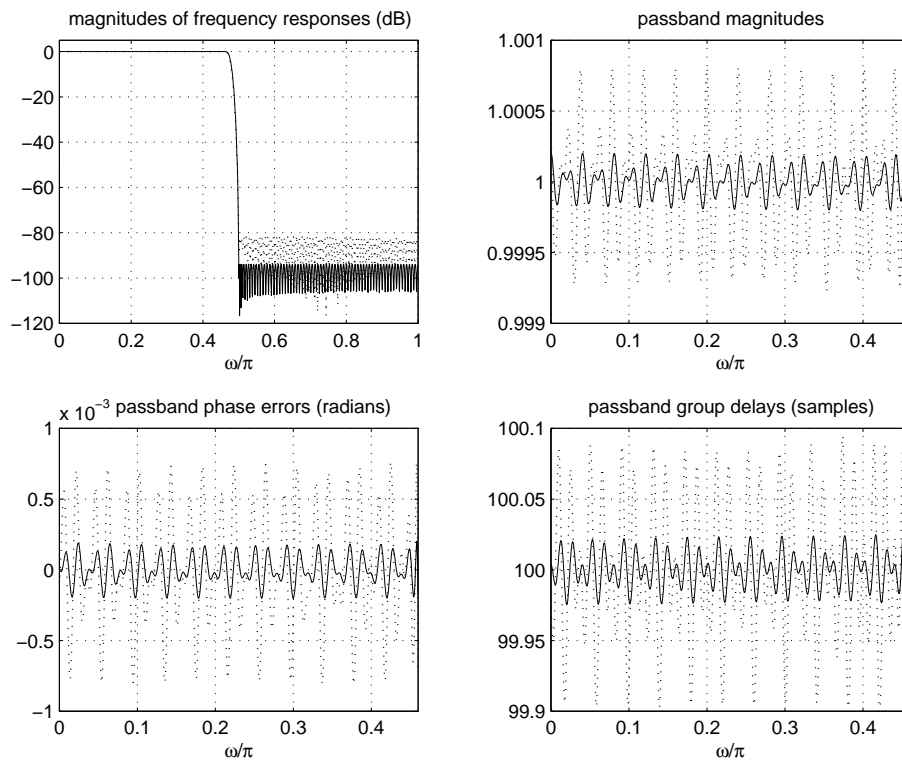 magnitudes of frequency responses (dB)
0
−20
−40
−60
−80
−100
−120
0 0.2 0.4 0.6 0.8 1
ω/π
passband magnitudes
1.001
1.0005
1
0.9995
0.999
0 0.1 0.2 0.3 0.4
ω/π
x 10⁻³ passband phase errors (radians)
1
0.5
0
−0.5
−1
0 0.1 0.2 0.3 0.4
ω/π
passband group delays (samples)
100.1
100.05
100
99.95
99.9
0 0.1 0.2 0.3 0.4
ω/π